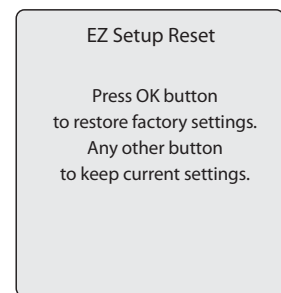 EZ Setup Reset
Press OK button
to restore factory settings.
Any other button
to keep current settings.